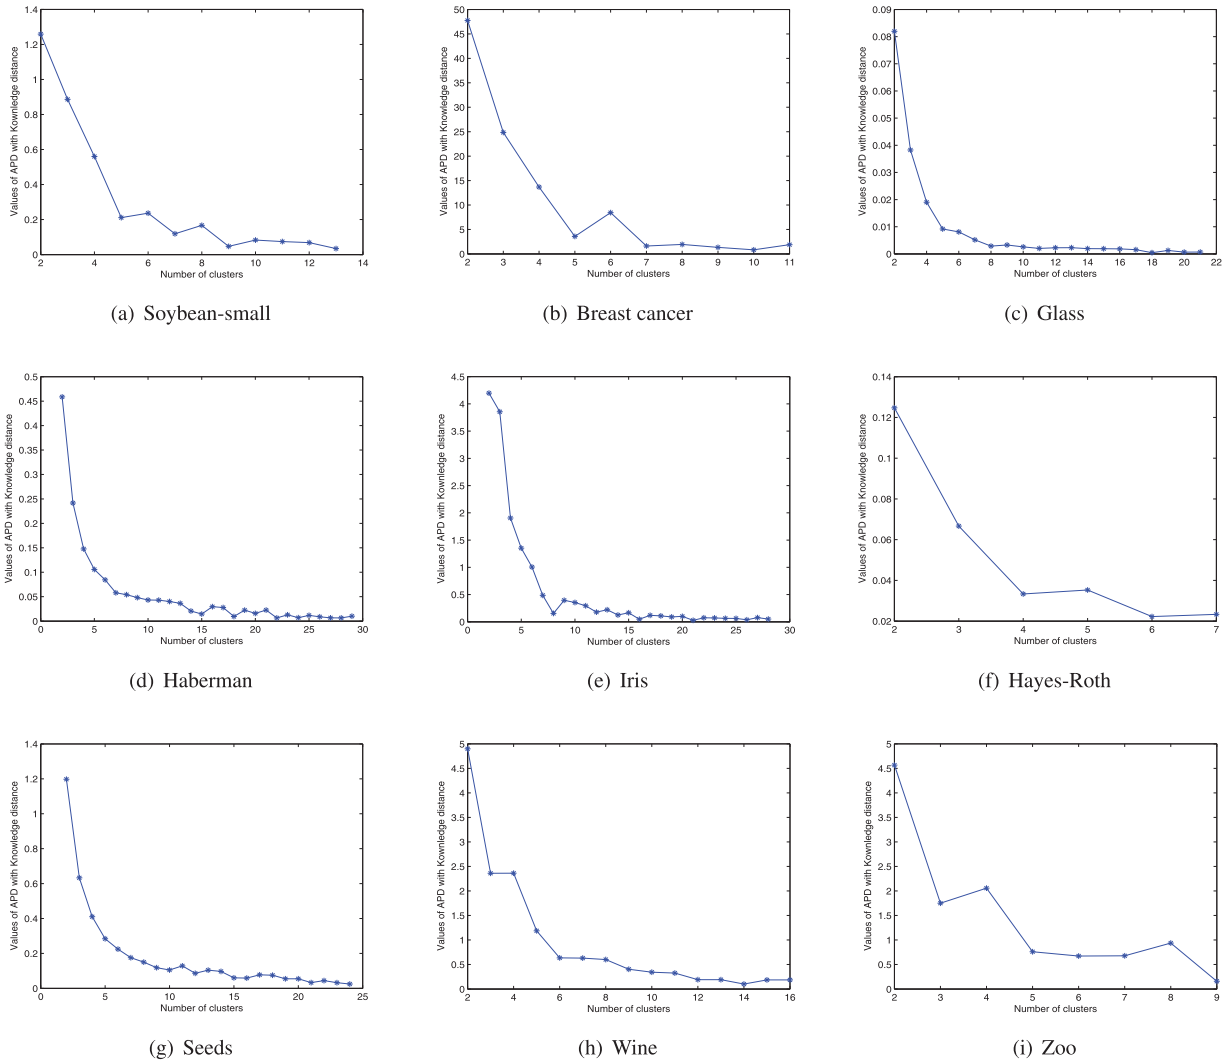 Values of APD with Kownledge distance
1.4
1.2
1
0.8
0.6
0.4
0.2
0
2 4 6 8 10 12 14
Number of clusters
(a) Soybean-small
Values of APD with Kownledge distance
50
45
40
35
30
25
20
15
10
5
0
2 3 4 5 6 7 8 9 10 11
Number of clusters
(b) Breast cancer
Values of APD with Knowledge distance
0.09
0.08
0.07
0.06
0.05
0.04
0.03
0.02
0.01
0
2 4 6 8 10 12 14 16 18 20 22
Number of clusters
(c) Glass
Values of APD with Knowledge distance
0.5
0.45
0.4
0.35
0.3
0.25
0.2
0.15
0.1
0.05
0
0 5 10 15 20 25 30
Number of clusters
(d) Haberman
Values of APD with Kownledge distance
4.5
4
3.5
3
2.5
2
1.5
1
0.5
0
0 5 10 15 20 25 30
Number of clusters
(e) Iris
Values of APD with Knowledge distance
0.14
0.12
0.1
0.08
0.06
0.04
0.02
2 3 4 5 6 7
Number of clusters
(f) Hayes-Roth
Values of APD with Knowledge distance
1.4
1.2
1
0.8
0.6
0.4
0.2
0
0 5 10 15 20 25
Number of clusters
(g) Seeds
Values of APD with Kownledge distance
5
4.5
4
3.5
3
2.5
2
1.5
1
0.5
0
2 4 6 8 10 12 14 16
Number of clusters
(h) Wine
Values of APD with Knowledge distance
5
4.5
4
3.5
3
2.5
2
1.5
1
0.5
0
2 3 4 5 6 7 8 9
Number of clusters
(i) Zoo